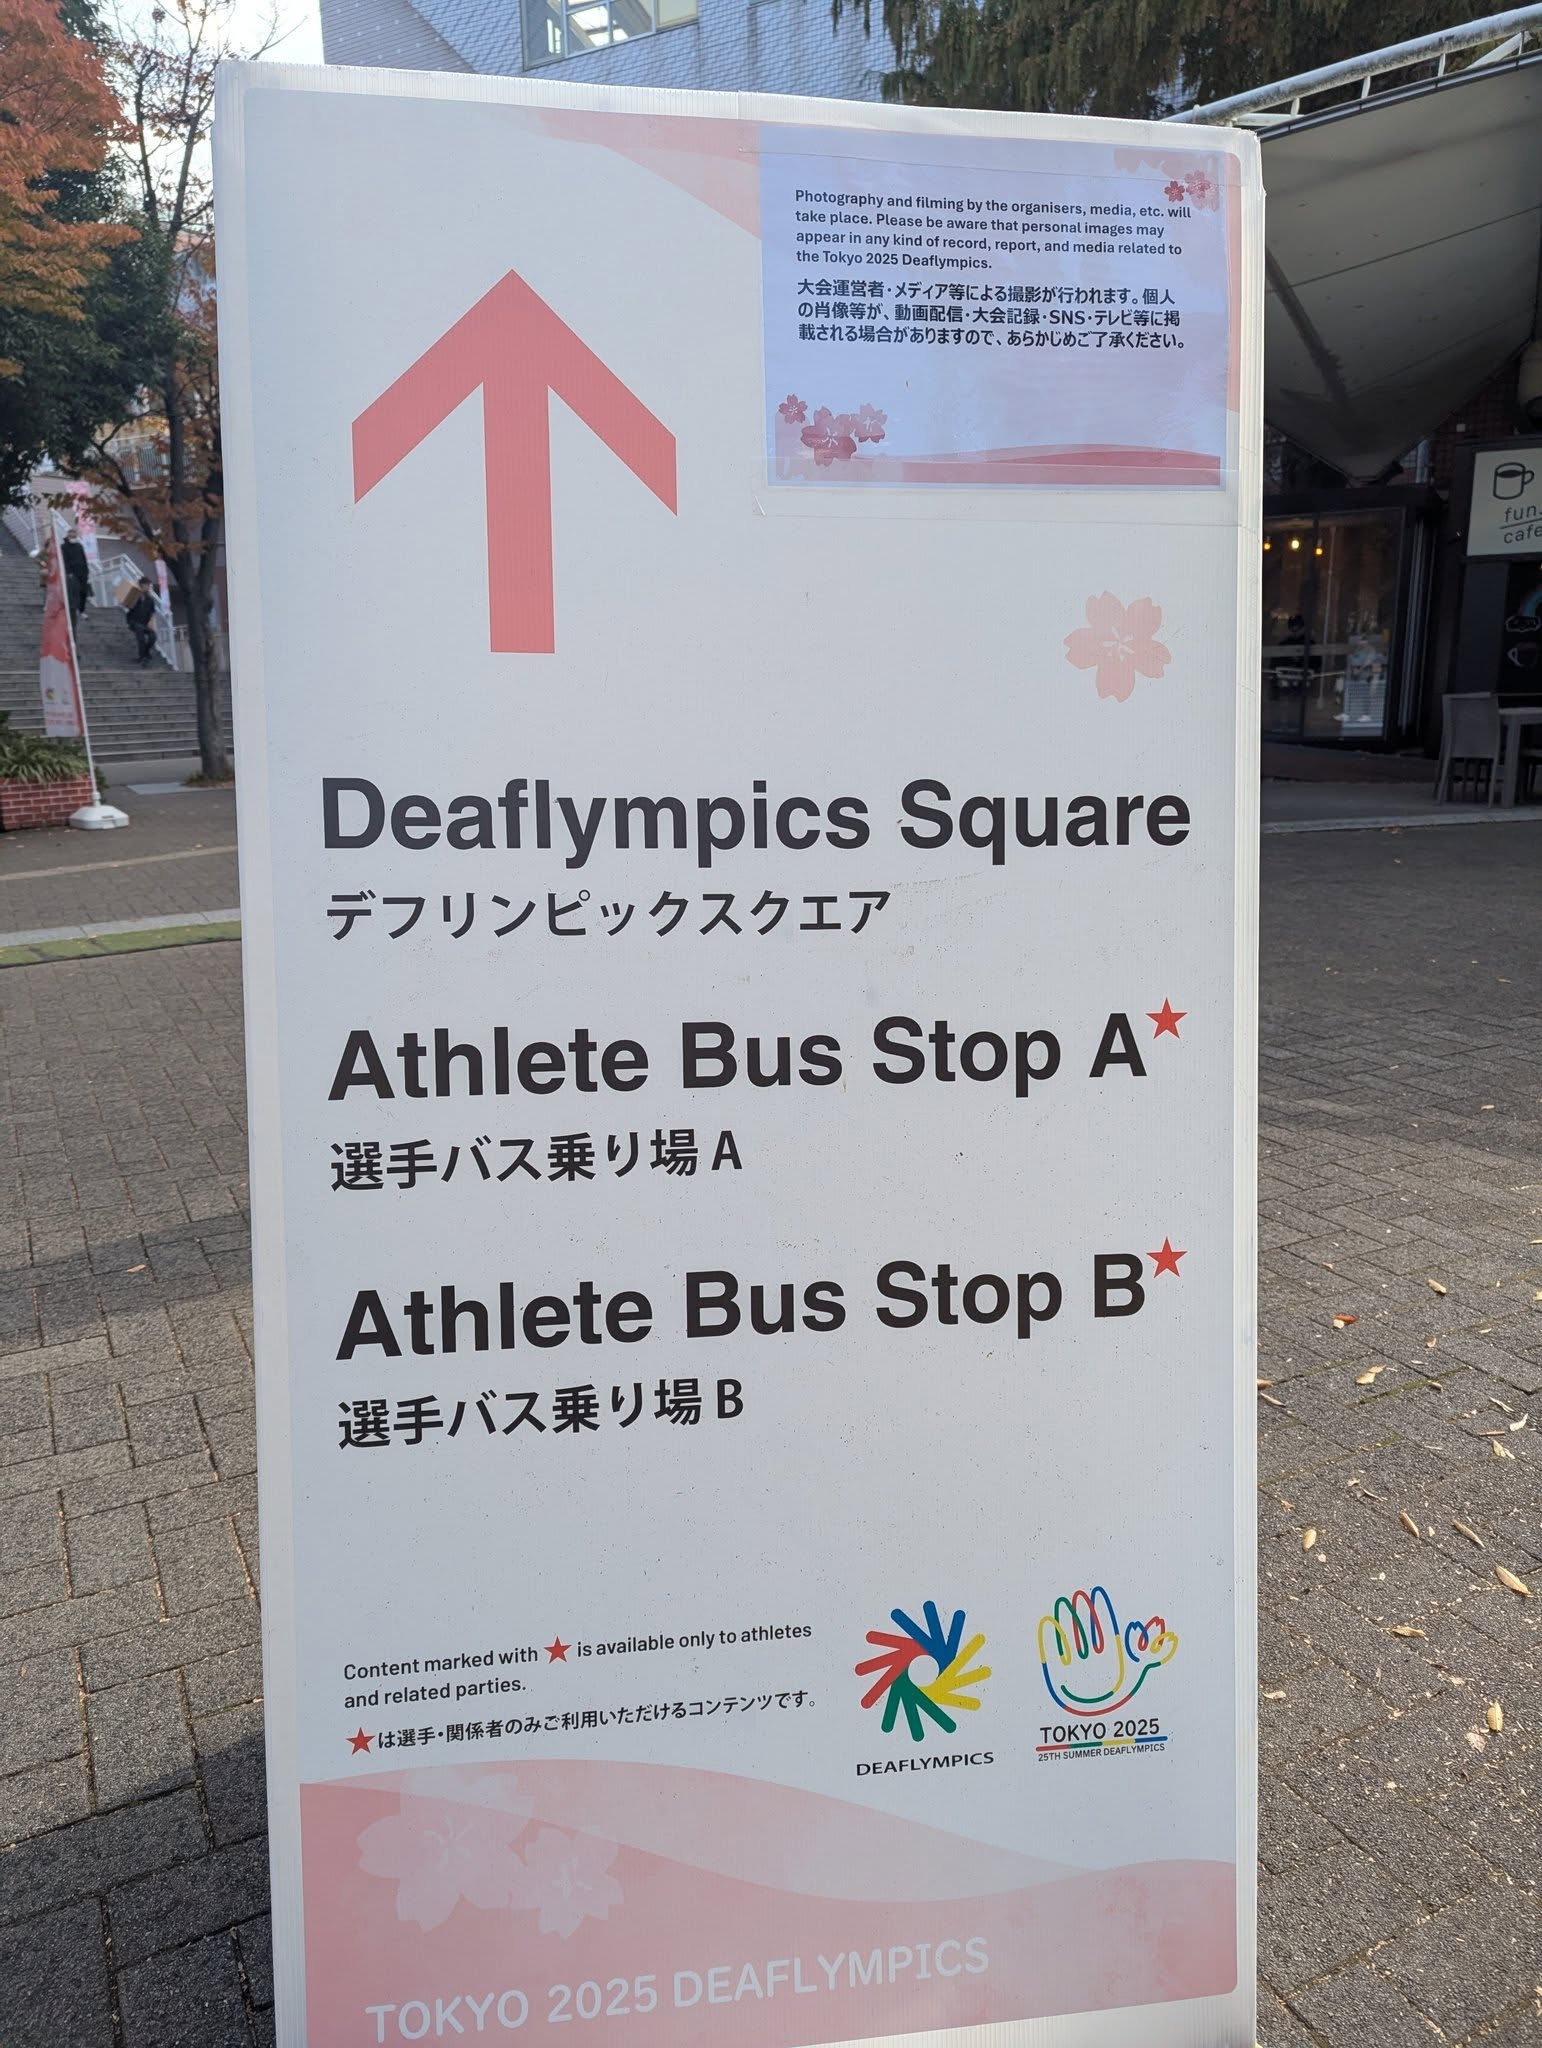 Photography and filming by the organisers, media, etc. will
take place. Please be aware that personal images may
appear in any kind of record, report, and media related to
the Tokyo 2025 Deaflympics.
大会運営者・メディア等による撮影が行われます。個人
の肖像等が、動画配信・大会記録・SNS・テレビ等に掲
載される場合がありますので、あらかじめご了承ください。
Deaflympics Square
デフリンピックスクエア
Athlete Bus Stop A★
選手バス乗り場 A
Athlete Bus Stop B★
選手バス乗り場 B
Content marked with ★ is available only to athletes
and related parties.
★は選手・関係者のみご利用いただけるコンテンツです。
DEAFLYMPICS
TOKYO 2025
25TH SUMMER DEAFLYMPICS
TOKYO 2025 DEAFLYMPICS
cafe